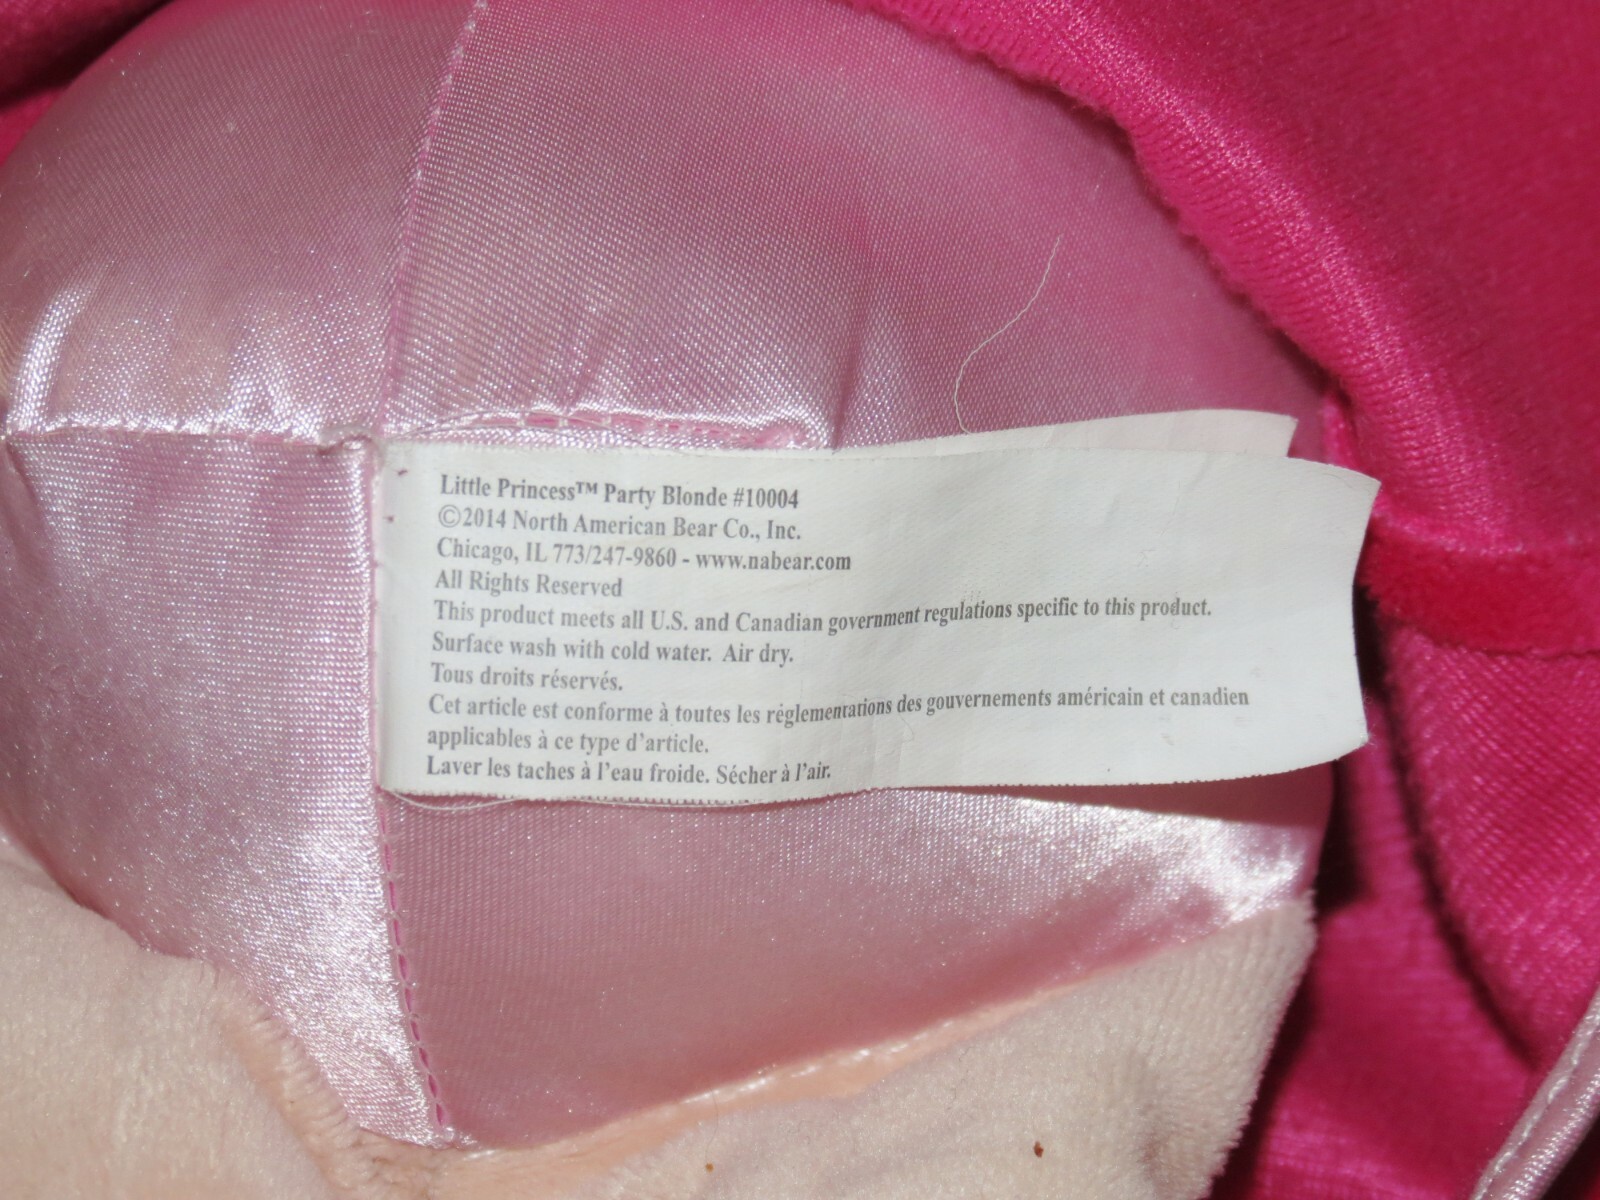 Little Princess™ Party Blonde #10004
©2014 North American Bear Co., Inc.
Chicago, IL 773/247-9860 - www.nabear.com
All Rights Reserved
This product meets all U.S. and Canadian government regulations specific to this product.
Surface wash with cold water. Air dry.
Tous droits réservés.
Cet article est conforme à toutes les réglementations des gouvernements américain et canadien
applicables à ce type d'article.
Laver les taches à l'eau froide. Sécher à l'air.